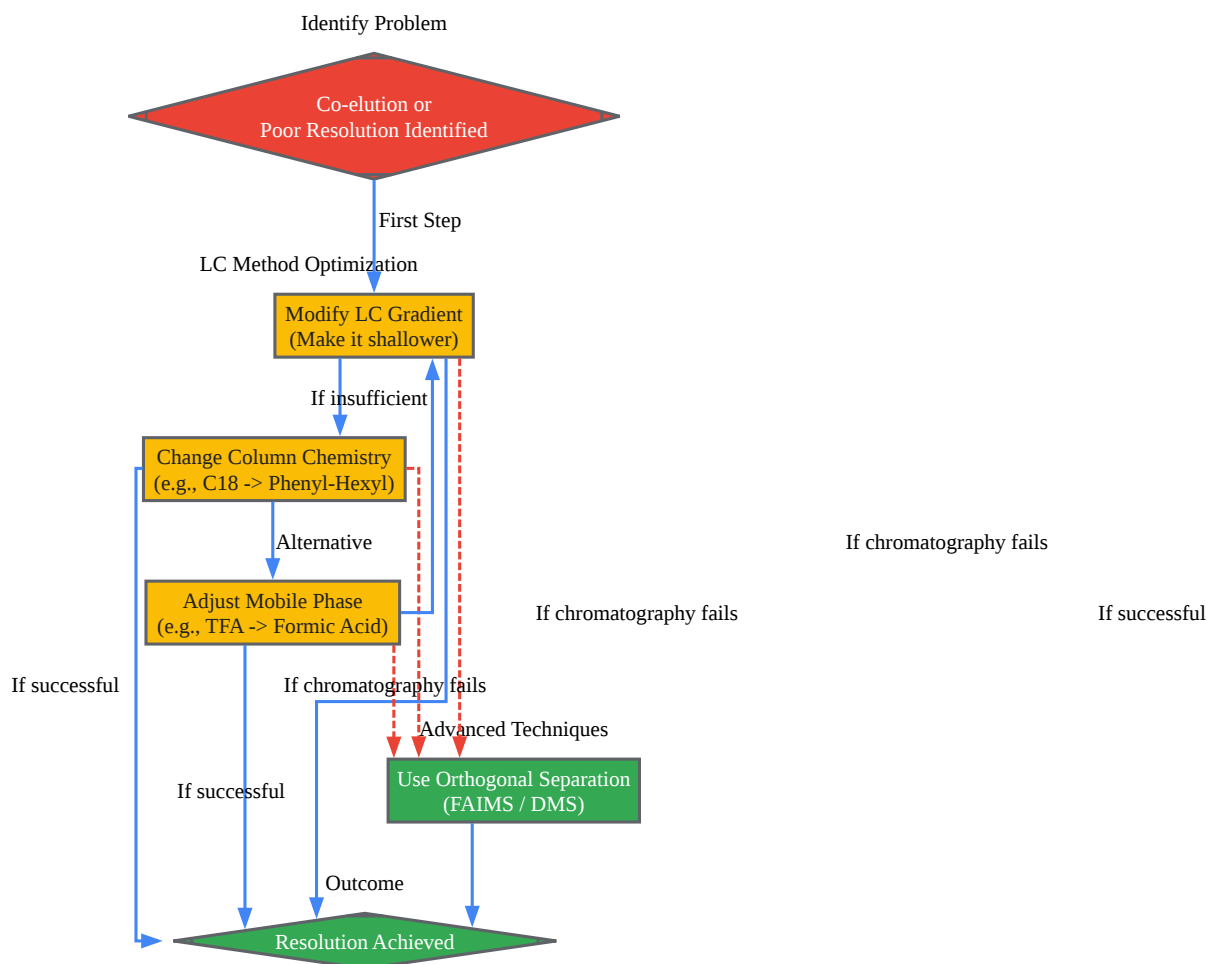 Identify Problem
Co-elution or
Poor Resolution Identified
First Step
LC Method Optimization
Modify LC Gradient
(Make it shallower)
If insufficient
Change Column Chemistry
(e.g., C18 -> Phenyl-Hexyl)
Alternative
If chromatography fails
Adjust Mobile Phase
(e.g., TFA -> Formic Acid)
If chromatography fails
If successful
If successful
If chromatography fails
Advanced Techniques
Use Orthogonal Separation
(FAIMS / DMS)
If successful
Outcome
Resolution Achieved